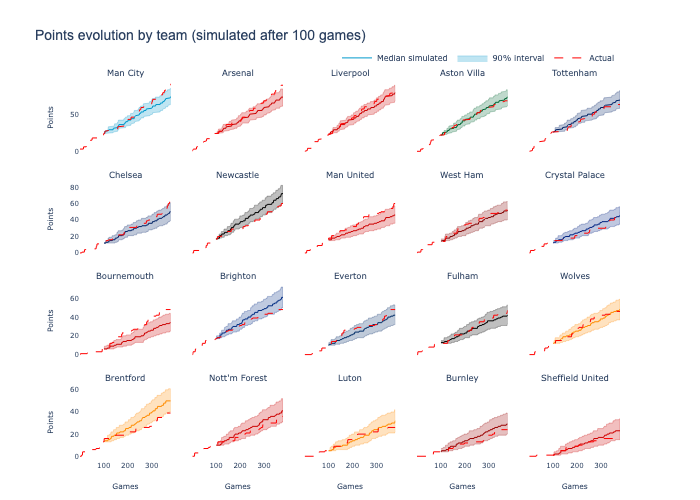 Points evolution by team (simulated after 100 games)
Median simulated 90% interval Actual
Man City Arsenal Liverpool Aston Villa Tottenham
Points
50
0
Chelsea Newcastle Man United West Ham Crystal Palace
Points
80
60
40
20
0
Bournemouth Brighton Everton Fulham Wolves
Points
60
40
20
0
Brentford Nott'm Forest Luton Burnley Sheffield United
Points
60
40
20
0
100 200 300 100 200 300 100 200 300 100 200 300 100 200 300
Games Games Games Games Games